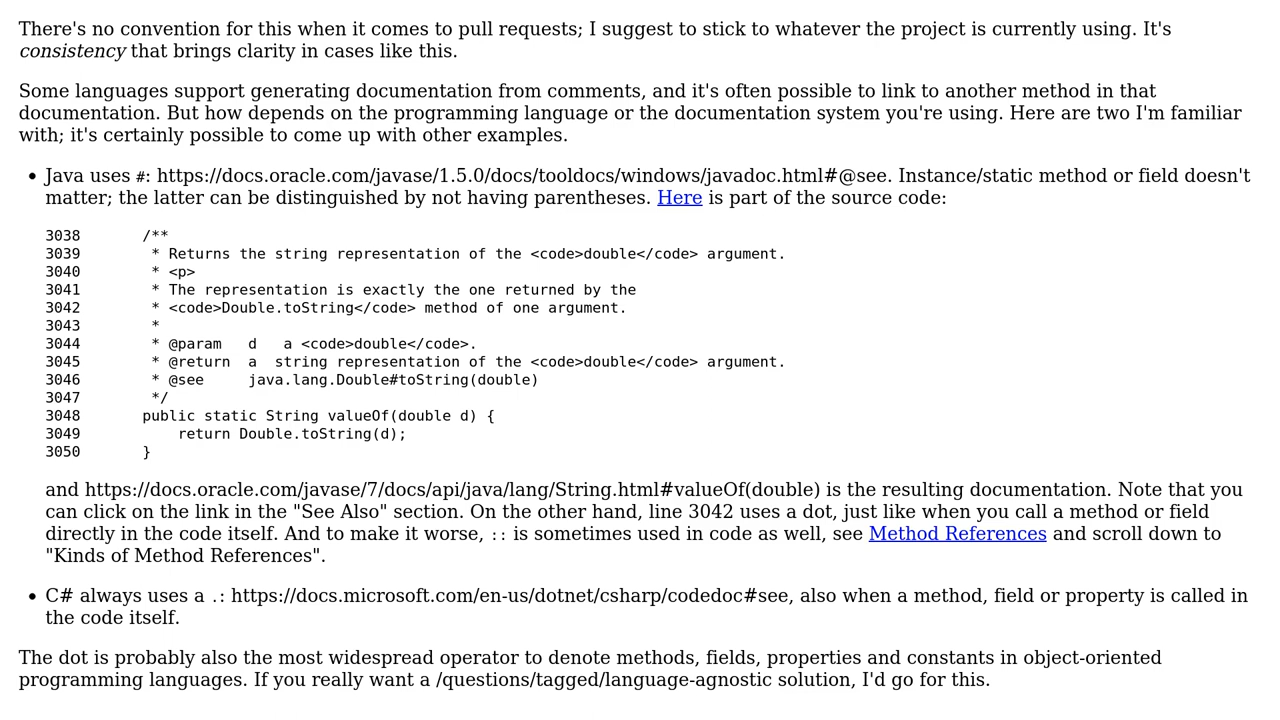 There's no convention for this when it comes to pull requests; I suggest to stick to whatever the project is currently using. It's
consistency that brings clarity in cases like this.
Some languages support generating documentation from comments, and it's often possible to link to another method in that
documentation. But how depends on the programming language or the documentation system you're using. Here are two I'm familiar
with; it's certainly possible to come up with other examples.
• Java uses #: https://docs.oracle.com/javase/1.5.0/docs/tooldocs/windows/javadoc.html#@see. Instance/static method or field doesn't
matter; the latter can be distinguished by not having parentheses. Here is part of the source code:
3038       /**
3039        * Returns the string representation of the <code>double</code> argument.
3040        * <p>
3041        * The representation is exactly the one returned by the
3042        * <code>Double.toString</code> method of one argument.
3043        *
3044        * @param   d   a <code>double</code>.
3045        * @return  a  string representation of the <code>double</code> argument.
3046        * @see     java.lang.Double#toString(double)
3047        */
3048       public static String valueOf(double d) {
3049           return Double.toString(d);
3050       }
and https://docs.oracle.com/javase/7/docs/api/java/lang/String.html#valueOf(double) is the resulting documentation. Note that you
can click on the link in the "See Also" section. On the other hand, line 3042 uses a dot, just like when you call a method or field
directly in the code itself. And to make it worse, :: is sometimes used in code as well, see Method References and scroll down to
"Kinds of Method References".
• C# always uses a .: https://docs.microsoft.com/en-us/dotnet/csharp/codedoc#see, also when a method, field or property is called in
the code itself.
The dot is probably also the most widespread operator to denote methods, fields, properties and constants in object-oriented
programming languages. If you really want a /questions/tagged/language-agnostic solution, I'd go for this.